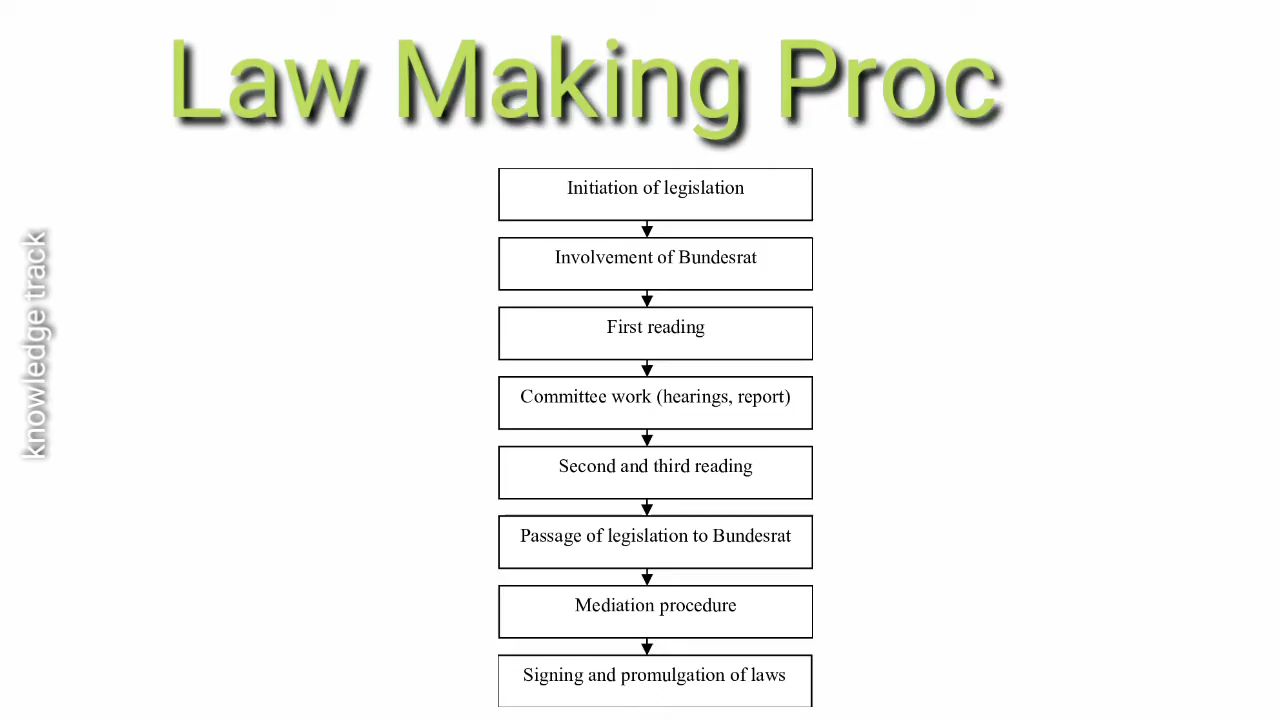 Law Making Proc
knowledge track
Initiation of legislation
Involvement of Bundesrat
First reading
Committee work (hearings, report)
Second and third reading
Passage of legislation to Bundesrat
Mediation procedure
Signing and promulgation of laws